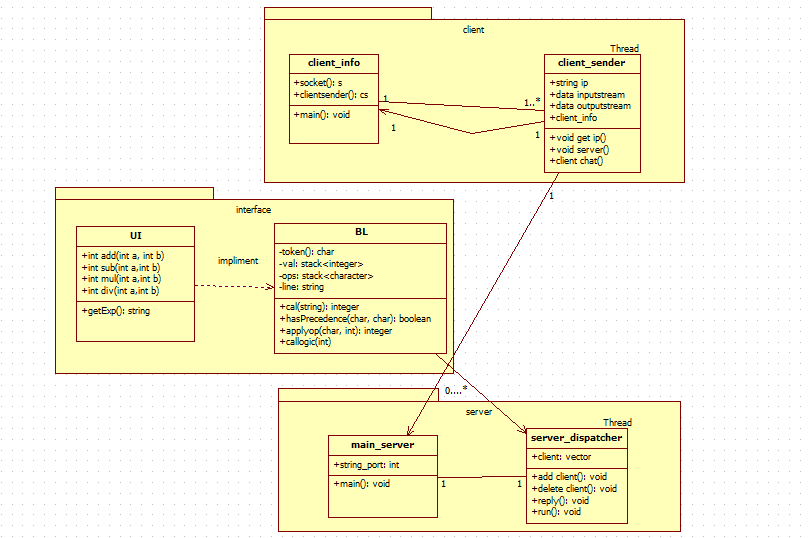 client
Thread
client_info
+socket(): s
+clientsender(): cs
+main(): void
client_sender
+string ip
+data inputstream
+data outputstream
+client_info
+void get ip()
+void server()
+client chat()
1
1..*
1
1
1
interface
UI
+int add(int a, int b)
+int sub(int a,int b)
+int mul(int a,int b)
+int div(int a,int b)
+getExp(): string
impliment
BL
-token(): char
-val: stack<integer>
-ops: stack<character>
-line: string
+cal(string): integer
+hasPrecedence(char, char): boolean
+applyop(char, int): integer
+callogic(int)
0....*
server
Thread
main_server
+string_port: int
+main(): void
1
1
server_dispatcher
+client: vector
+add client(): void
+delete client(): void
+reply(): void
+run(): void